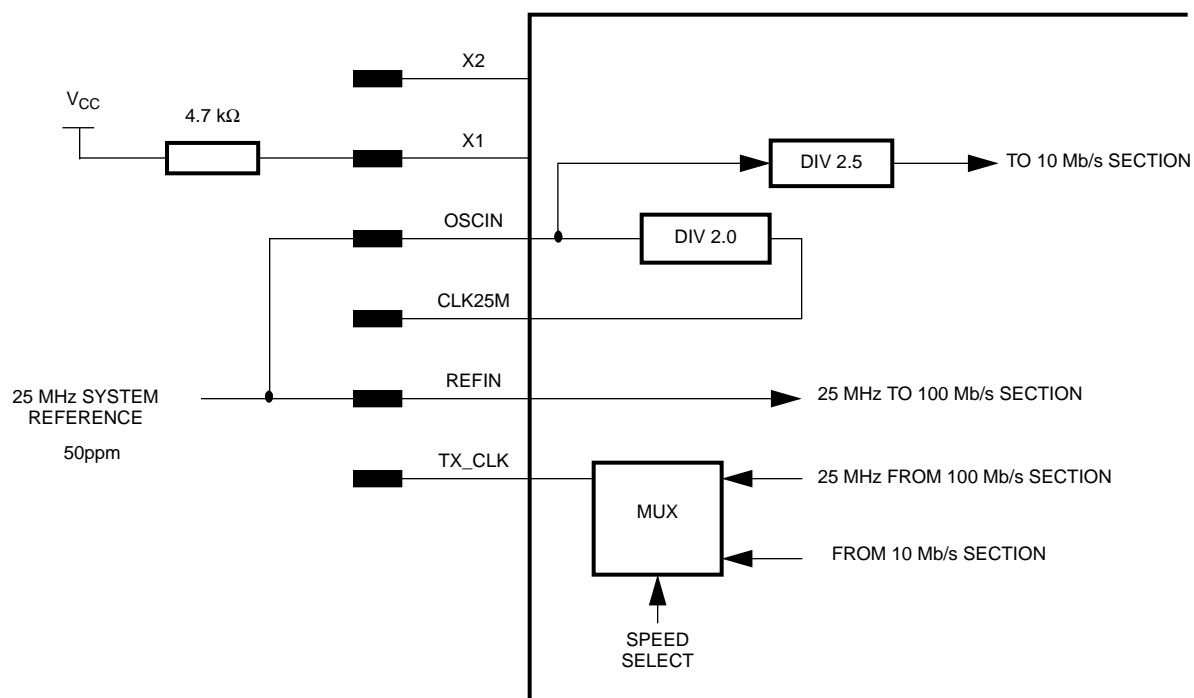 X2
VCC
4.7 kΩ
X1
DIV 2.5
TO 10 Mb/s SECTION
OSCIN
DIV 2.0
CLK25M
25 MHz SYSTEM
REFERENCE
50ppm
REFIN
25 MHz TO 100 Mb/s SECTION
TX_CLK
MUX
25 MHz FROM 100 Mb/s SECTION
FROM 10 Mb/s SECTION
SPEED
SELECT